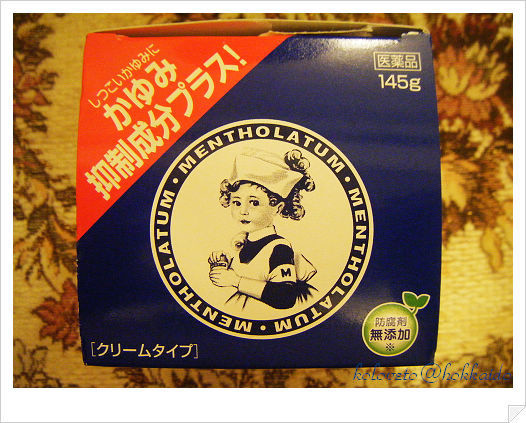 しつこいかゆみに
かゆみ
抑制成分プラス!
医薬品
145g
MENTHOLATUM・MENTHOLATUM・MENTHOLATUM・
M
防腐剤
無添加
※
[クリームタイプ]
koloveto@hokkaido